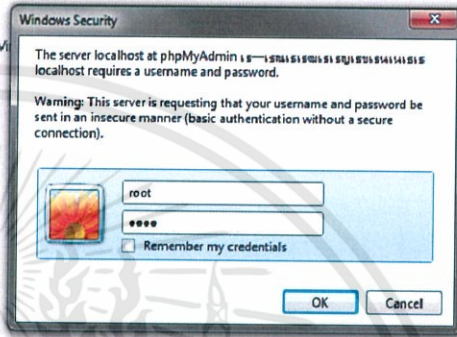 Windows Security
The server localhost at phpMyAdmin
localhost requires a username and password.
Warning: This server is requesting that your username and password be
sent in an insecure manner (basic authentication without a secure
connection).
root
●●●●
Remember my credentials
OK
Cancel